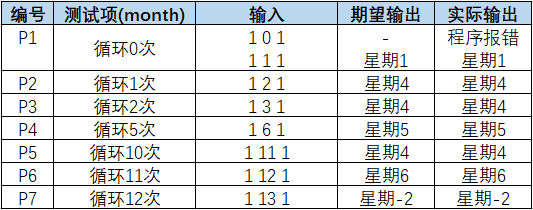 编号 测试项(month) 输入 期望输出 实际输出
P1 循环0次 1 0 1 - 程序报错
1 1 1 星期1 星期1
P2 循环1次 1 2 1 星期4 星期4
P3 循环2次 1 3 1 星期4 星期4
P4 循环5次 1 6 1 星期5 星期5
P5 循环10次 1 11 1 星期4 星期4
P6 循环11次 1 12 1 星期6 星期6
P7 循环12次 1 13 1 星期-2 星期-2